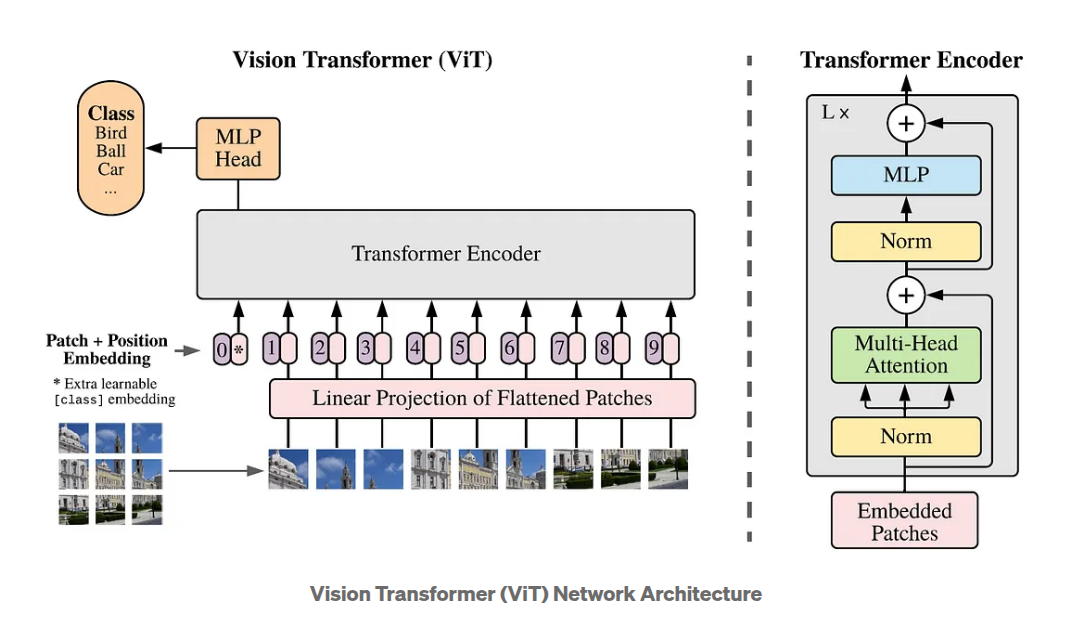 Vision Transformer (ViT)
Class
Bird
Ball
Car
...
MLP
Head
Transformer Encoder
Patch + Position
Embedding
* Extra learnable
[class] embedding
0 *
1
2
3
4
5
6
7
8
9
Linear Projection of Flattened Patches
Transformer Encoder
L x
+
MLP
Norm
+
Multi-Head
Attention
Norm
Embedded
Patches
Vision Transformer (ViT) Network Architecture